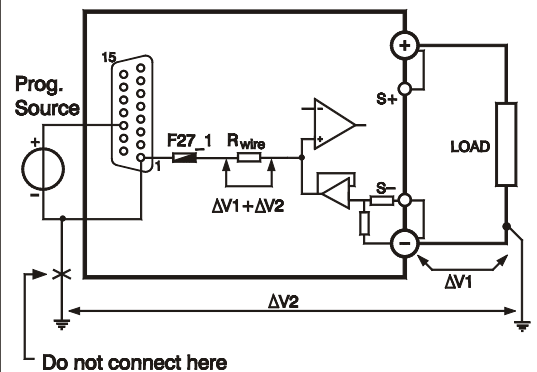 15
Prog.
Source
+
–
1
F27_1
Rwire
ΔV1+ΔV2
–
+
+
S+
LOAD
S–
–
ΔV1
ΔV2
Do not connect here